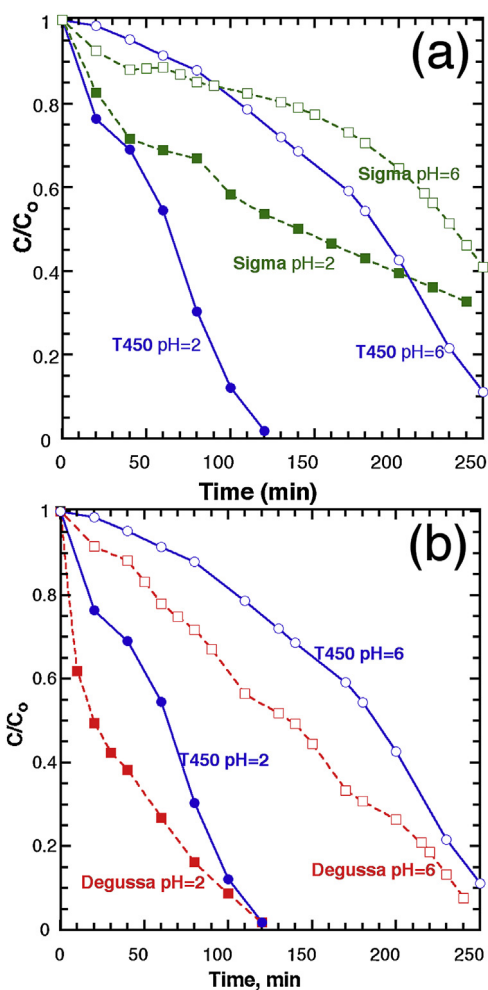 (a)
1
0.8
0.6
0.4
0.2
0
C/Co
Sigma pH=6
Sigma pH=2
T450 pH=2
T450 pH=6
0 50 100 150 200 250
Time (min)
(b)
1
0.8
0.6
0.4
0.2
0
C/Co
T450 pH=6
T450 pH=2
Degussa pH=2
Degussa pH=6
0 50 100 150 200 250
Time, min